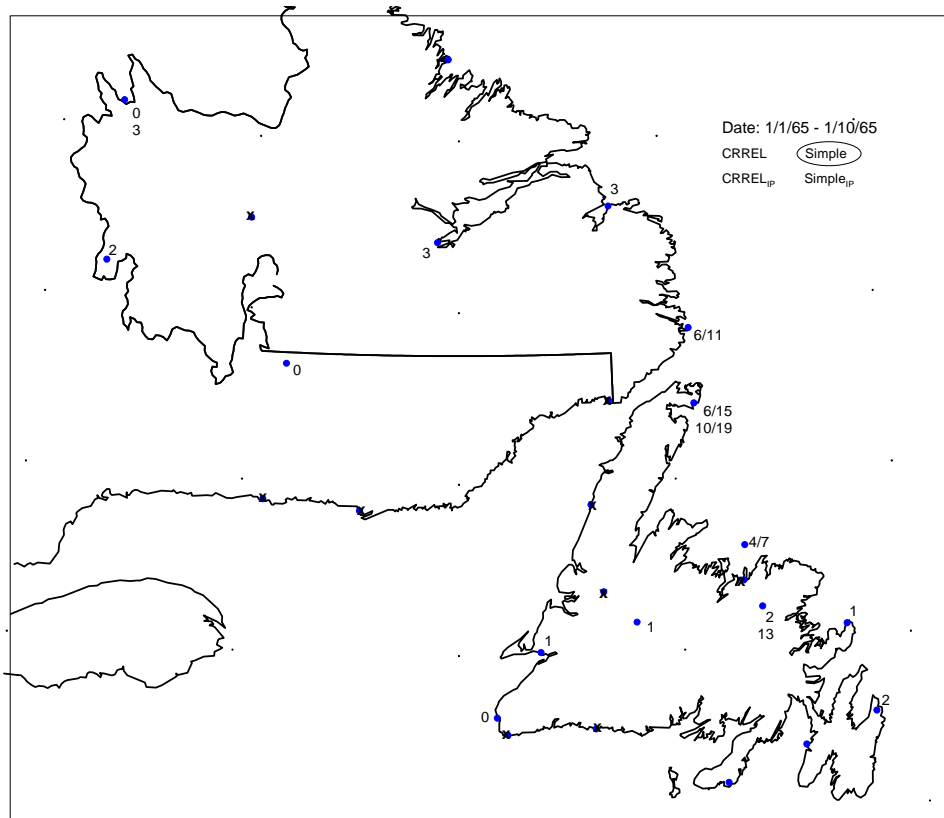 0
3
Date: 1/1/65 - 1/10/65
CRREL Simple
CRREL_IP Simple_IP
3
x
2
3
6/11
0
x
6/15
10/19
x
x
x
4/7
x
x
2
13
1
1
1
0
2
x
x